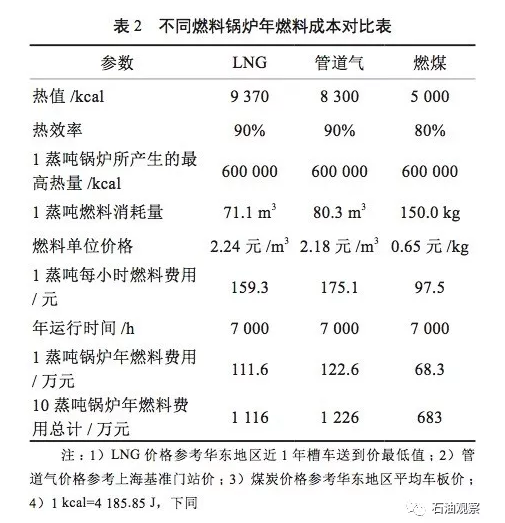 表 2 不同燃料锅炉年燃料成本对比表
参数 LNG 管道气 燃煤
热值 /kcal 9 370 8 300 5 000
热效率 90% 90% 80%
1 蒸吨锅炉所产生的最
高热量 /kcal 600 000 600 000 600 000
1 蒸吨燃料消耗量 71.1 m³ 80.3 m³ 150.0 kg
燃料单位价格 2.24 元 /m³ 2.18 元 /m³ 0.65 元 /kg
1 蒸吨每小时燃料费用
/ 元 159.3 175.1 97.5
年运行时间 /h 7 000 7 000 7 000
1 蒸吨锅炉年燃料费用
/ 万元 111.6 122.6 68.3
10 蒸吨锅炉年燃料费
用总计 / 万元 1 116 1 226 683
注：1）LNG 价格参考华东地区近 1 年槽车送到价最低值；2）管
道气价格参考上海基准门站价；3）煤炭价格参考华东地区平均车板价；
4）1 kcal=4 185.85 J，下同
石油观察